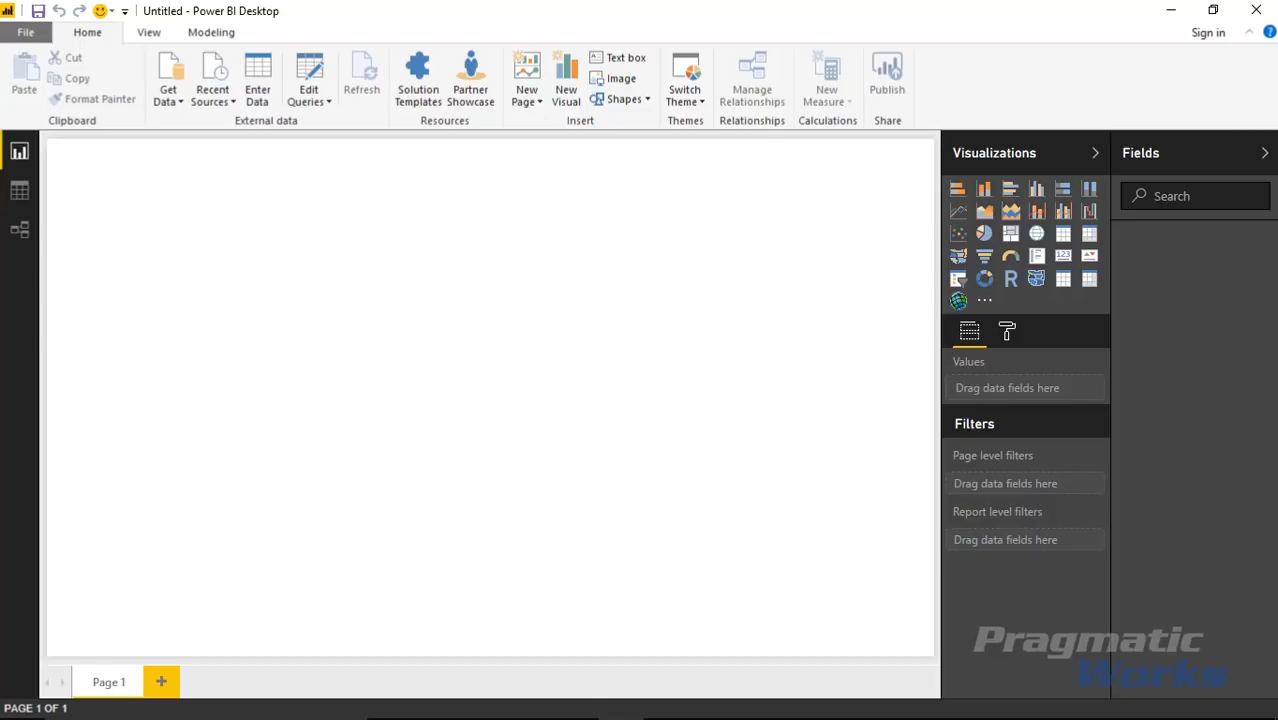 Untitled - Power BI Desktop
File Home View Modeling Sign in
Paste
Cut
Copy
Format Painter
Clipboard
Get Data
Recent Sources
Enter Data
External data
Edit Queries
Refresh
Solution Templates
Partner Showcase
Resources
New Page
New Visual
Text box
Image
Shapes
Insert
Switch Theme
Themes
Manage Relationships
Relationships
New Measure
Calculations
Publish
Share
Visualizations
123
R
Values
Drag data fields here
Filters
Page level filters
Drag data fields here
Report level filters
Drag data fields here
Fields
Search
Pragmatic
Works
Page 1
PAGE 1 OF 1